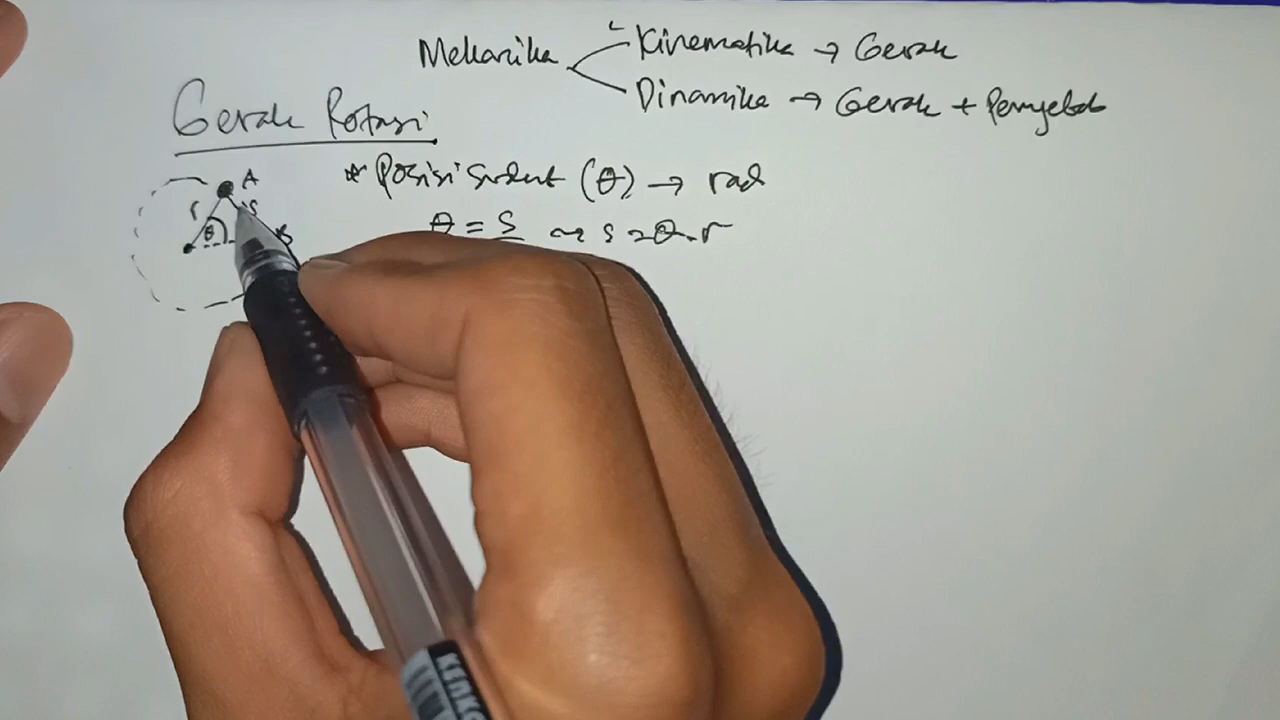 Mekanika
Kinematika → Gerak
Dinamika → Gerak + Penyebab
Gerak Rotasi
* Posisi sudut (θ) → rad
θ = s
s = θ.r
A
r
s
θ
B